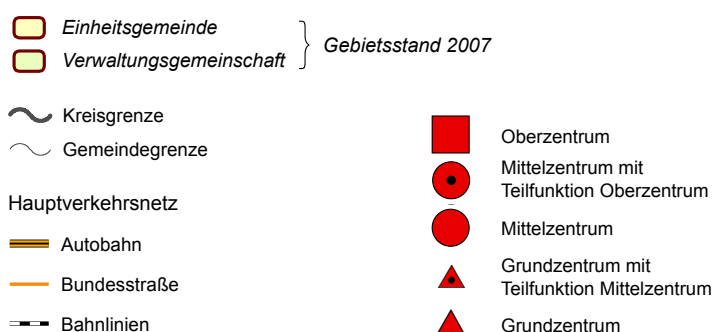 Einheitsgemeinde
Verwaltungsgemeinschaft
Gebietsstand 2007
Kreisgrenze
Gemeindegrenze
Hauptverkehrsnetz
Autobahn
Bundesstraße
Bahnlinien
Oberzentrum
Mittelzentrum mit
Teilfunktion Oberzentrum
Mittelzentrum
Grundzentrum mit
Teilfunktion Mittelzentrum
Grundzentrum